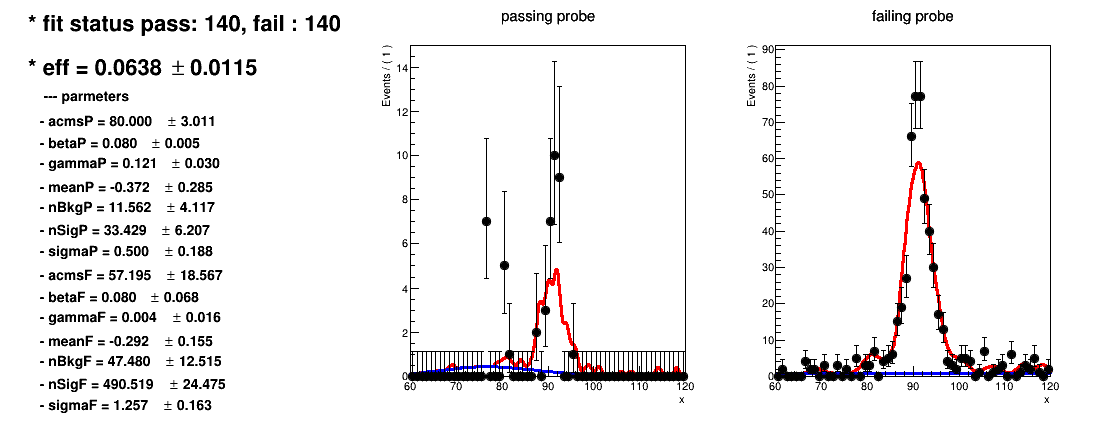 * fit status pass: 140, fail : 140
* eff = 0.0638 ± 0.0115
--- parmeters
- acmsP = 80.000 ± 3.011
- betaP = 0.080 ± 0.005
- gammaP = 0.121 ± 0.030
- meanP = -0.372 ± 0.285
- nBkgP = 11.562 ± 4.117
- nSigP = 33.429 ± 6.207
- sigmaP = 0.500 ± 0.188
- acmsF = 57.195 ± 18.567
- betaF = 0.080 ± 0.068
- gammaF = 0.004 ± 0.016
- meanF = -0.292 ± 0.155
- nBkgF = 47.480 ± 12.515
- nSigF = 490.519 ± 24.475
- sigmaF = 1.257 ± 0.163
passing probe
Events / ( 1 )
14
12
10
8
6
4
2
0
60 70 80 90 100 110 120
x
failing probe
Events / ( 1 )
90
80
70
60
50
40
30
20
10
0
60 70 80 90 100 110 120
x